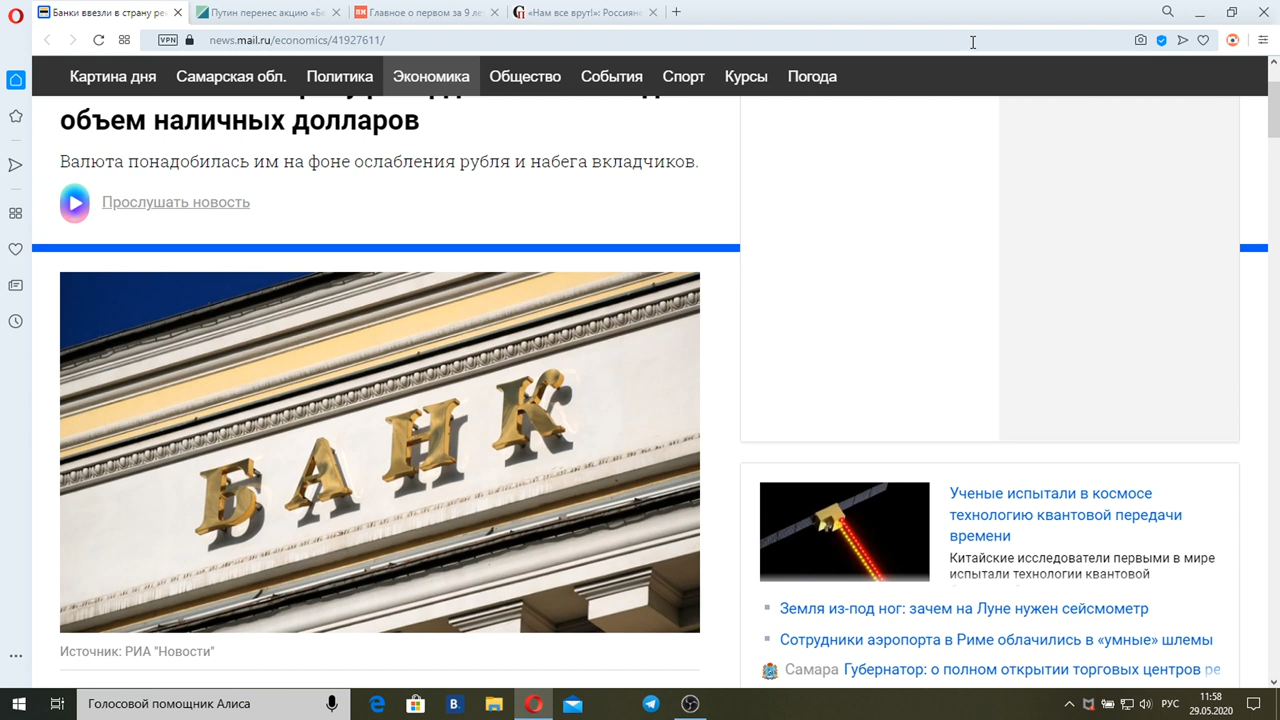 Банки ввезли в страну ре
Путин перенес акцию «Бе
Главное о первом за 9 ле
«Нам все врут!»: Россияне
VPN
news.mail.ru/economics/41927611/
Картина дня
Самарская обл.
Политика
Экономика
Общество
События
Спорт
Курсы
Погода
объем наличных долларов
Валюта понадобилась им на фоне ослабления рубля и набега вкладчиков.
Прослушать новость
БАНК
Источник: РИА "Новости"
Ученые испытали в космосе
технологию квантовой передачи
времени
Китайские исследователи первыми в мире
испытали технологии квантовой
Земля из-под ног: зачем на Луне нужен сейсмометр
Сотрудники аэропорта в Риме облачились в «умные» шлемы
Самара Губернатор: о полном открытии торговых центров ре
Голосовой помощник Алиса
B.
РУС
11:58
29.05.2020